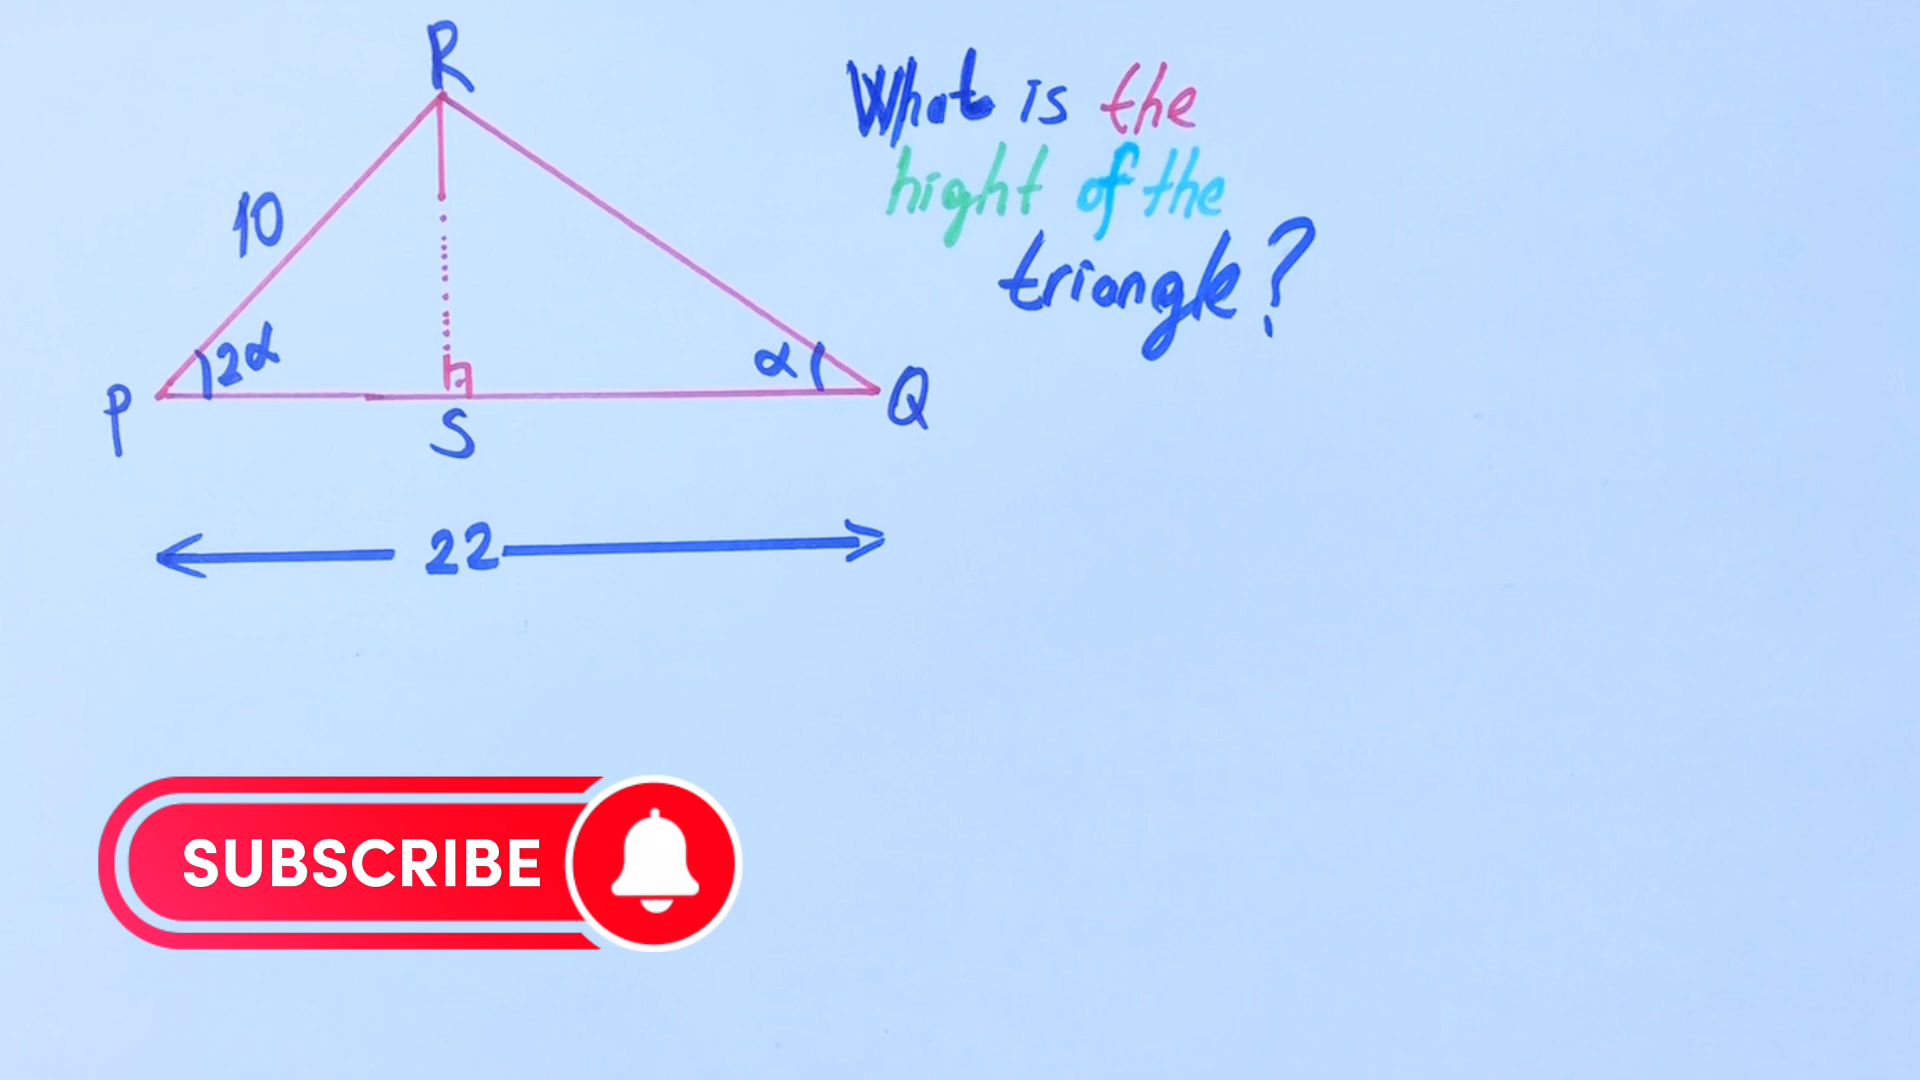 R
What is the
hight of the
triangle?
10
2α
α
P
S
Q
22
SUBSCRIBE